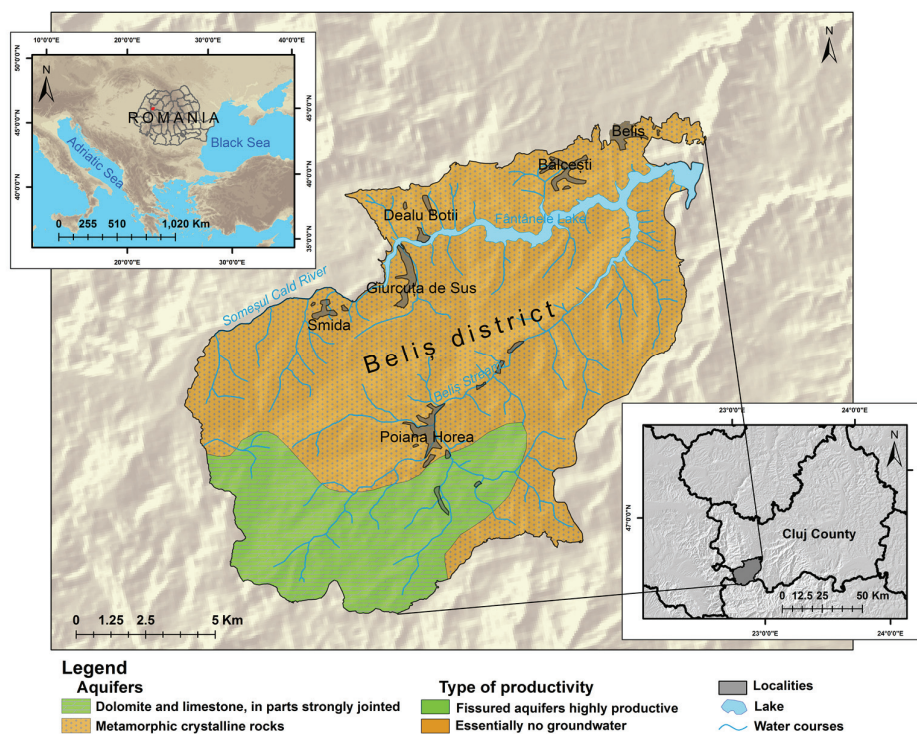 10°0'0"E 20°0'0"E 30°0'0"E 40°0'0"E
50°0'0"N
45°0'0"N
40°0'0"N
35°0'0"N
N
ROMANIA
Black Sea
Adriatic Sea
0 255 510 1,020 Km
20°0'0"E 30°0'0"E
N
Beliș
Bălcești
Dealu Botii
Fântânele Lake
Giurcuța de Sus
Someșul Cald River
Smida
Beliș district
Beliș Stream
Poiana Horea
0 1.25 2.5 5 Km
23°0'0"E 24°0'0"E
N
47°0'0"N
Cluj County
0 12.5 25 50 Km
23°0'0"E 24°0'0"E
Legend
Aquifers
Dolomite and limestone, in parts strongly jointed
Metamorphic crystalline rocks
Type of productivity
Fissured aquifers highly productive
Essentially no groundwater
Localities
Lake
Water courses